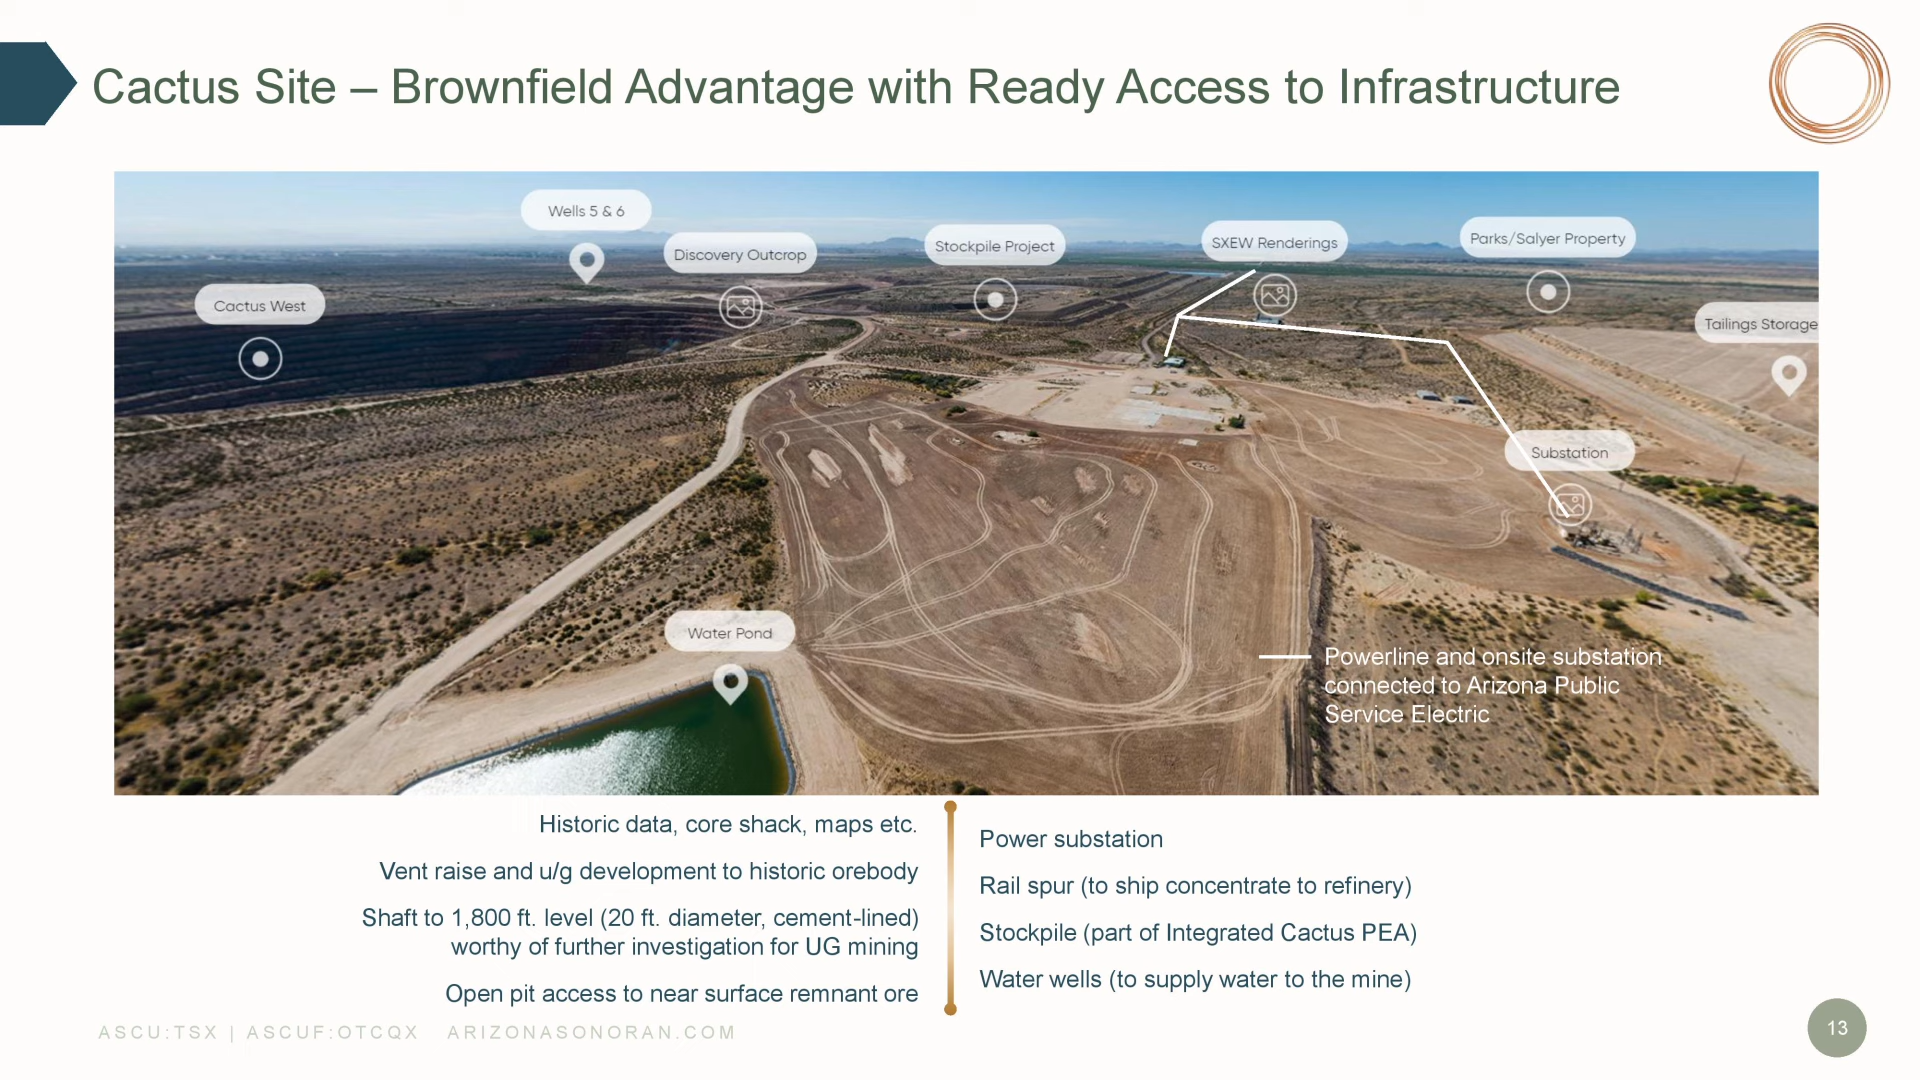 Cactus Site – Brownfield Advantage with Ready Access to Infrastructure
Wells 5 & 6
Discovery Outcrop
Stockpile Project
SXEW Renderings
Parks/Salyer Property
Cactus West
Tailings Storage
Substation
Water Pond
Powerline and onsite substation
connected to Arizona Public
Service Electric
Historic data, core shack, maps etc.
Vent raise and u/g development to historic orebody
Shaft to 1,800 ft. level (20 ft. diameter, cement-lined)
worthy of further investigation for UG mining
Open pit access to near surface remnant ore
Power substation
Rail spur (to ship concentrate to refinery)
Stockpile (part of Integrated Cactus PEA)
Water wells (to supply water to the mine)
ASCU:TSX | ASCUF:OTCQX ARIZONASONORAN.COM
13